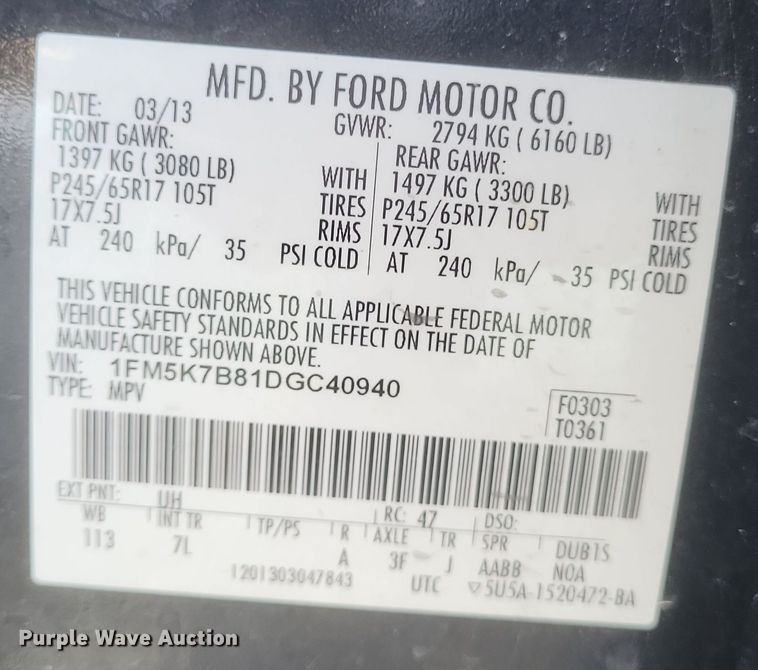 MFD. BY FORD MOTOR CO.
DATE: 03/13 GVWR: 2794 KG ( 6160 LB)
FRONT GAWR: REAR GAWR:
1397 KG ( 3080 LB) WITH 1497 KG ( 3300 LB) WITH
P245/65R17 105T TIRES P245/65R17 105T TIRES
17X7.5J RIMS 17X7.5J RIMS
AT 240 kPa/ 35 PSI COLD AT 240 kPa/ 35 PSI COLD
THIS VEHICLE CONFORMS TO ALL APPLICABLE FEDERAL MOTOR
VEHICLE SAFETY STANDARDS IN EFFECT ON THE DATE OF
MANUFACTURE SHOWN ABOVE.
VIN: 1FM5K7B81DGC40940
TYPE: MPV
F0303
T0361
EXT PNT: UH RC: 47 DSO:
WB INT TR TP/PS R AXLE TR SPR DUB1S
113 7L A 3F J AABB NOA
1201303047843 UTC ▽5U5A-1520472-BA
Purple Wave Auction